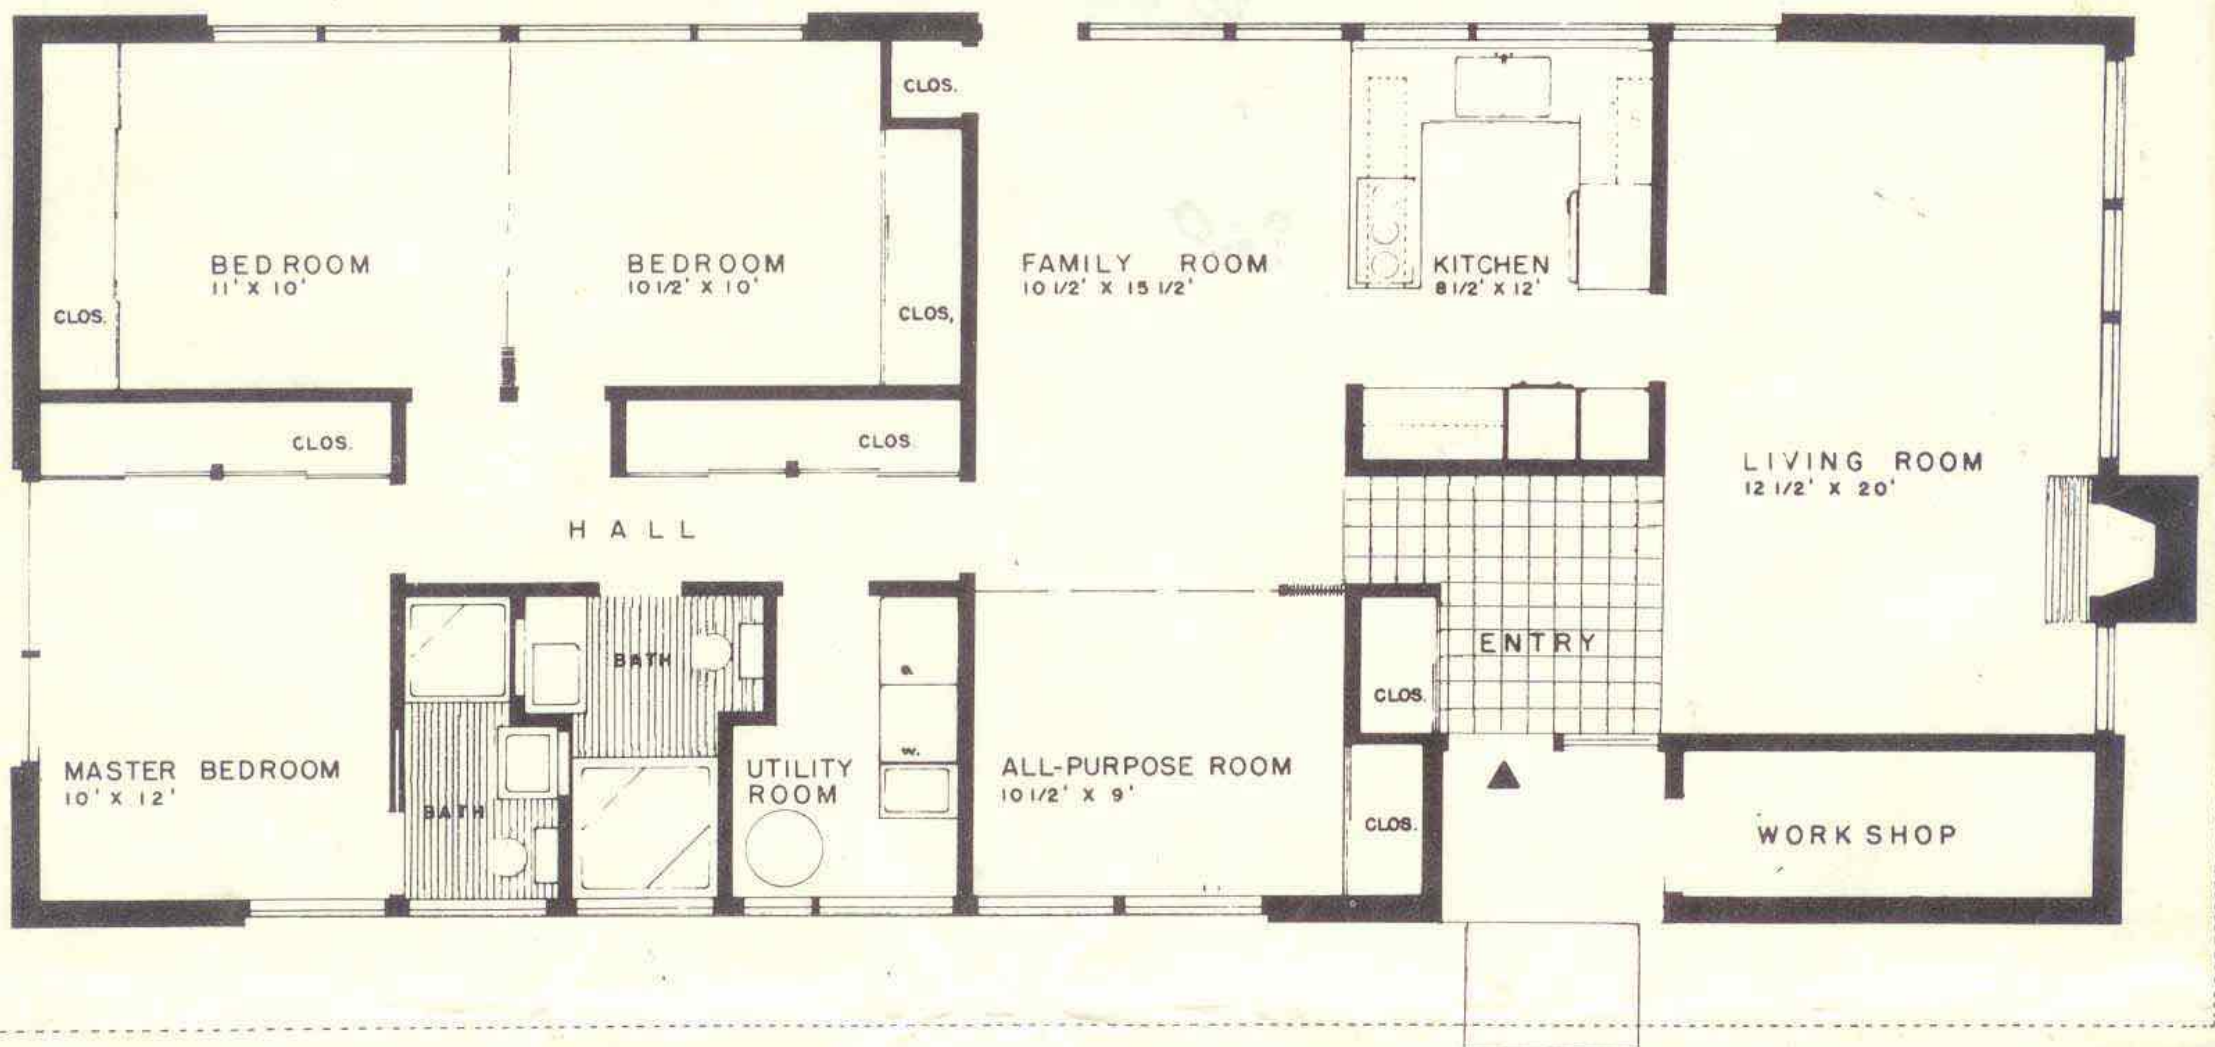 CLOS.
BEDROOM
11' X 10'
BEDROOM
10 1/2' X 10'
FAMILY ROOM
10 1/2' X 15 1/2'
KITCHEN
8 1/2' X 12'
CLOS.
CLOS,
CLOS.
CLOS.
LIVING ROOM
12 1/2' X 20'
HALL
BATH
D.
ENTRY
CLOS.
W.
MASTER BEDROOM
10' X 12'
BATH
UTILITY
ROOM
ALL-PURPOSE ROOM
10 1/2' X 9'
CLOS.
WORK SHOP